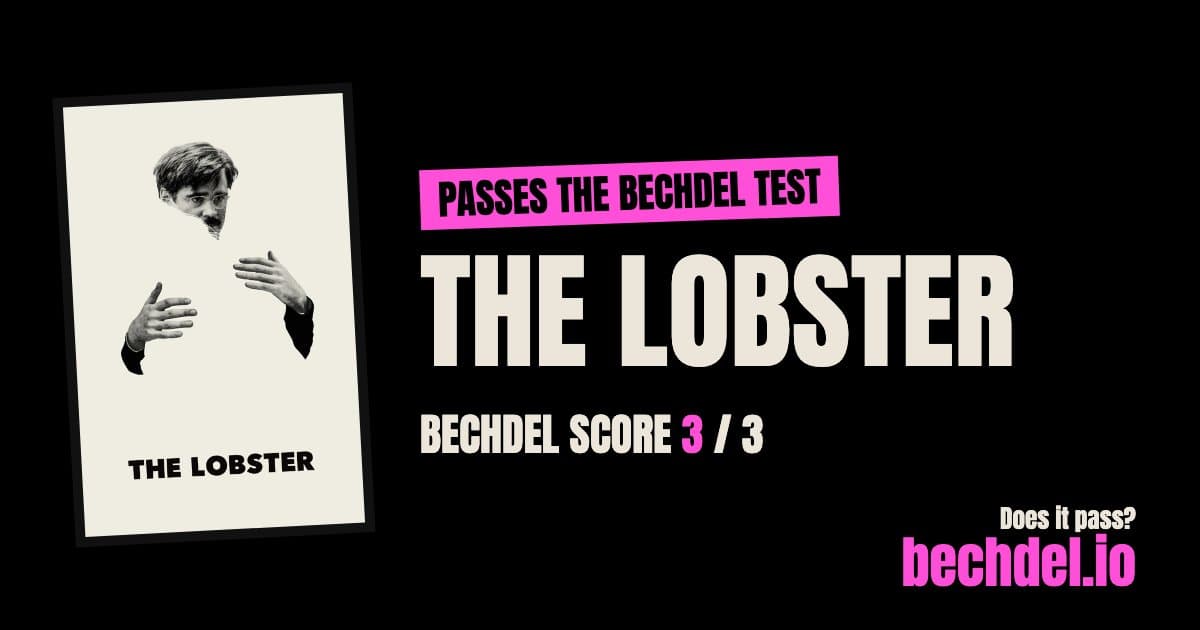 THE LOBSTER
PASSES THE BECHDEL TEST
THE LOBSTER
BECHDEL SCORE 3 / 3
Does it pass?
bechdel.io